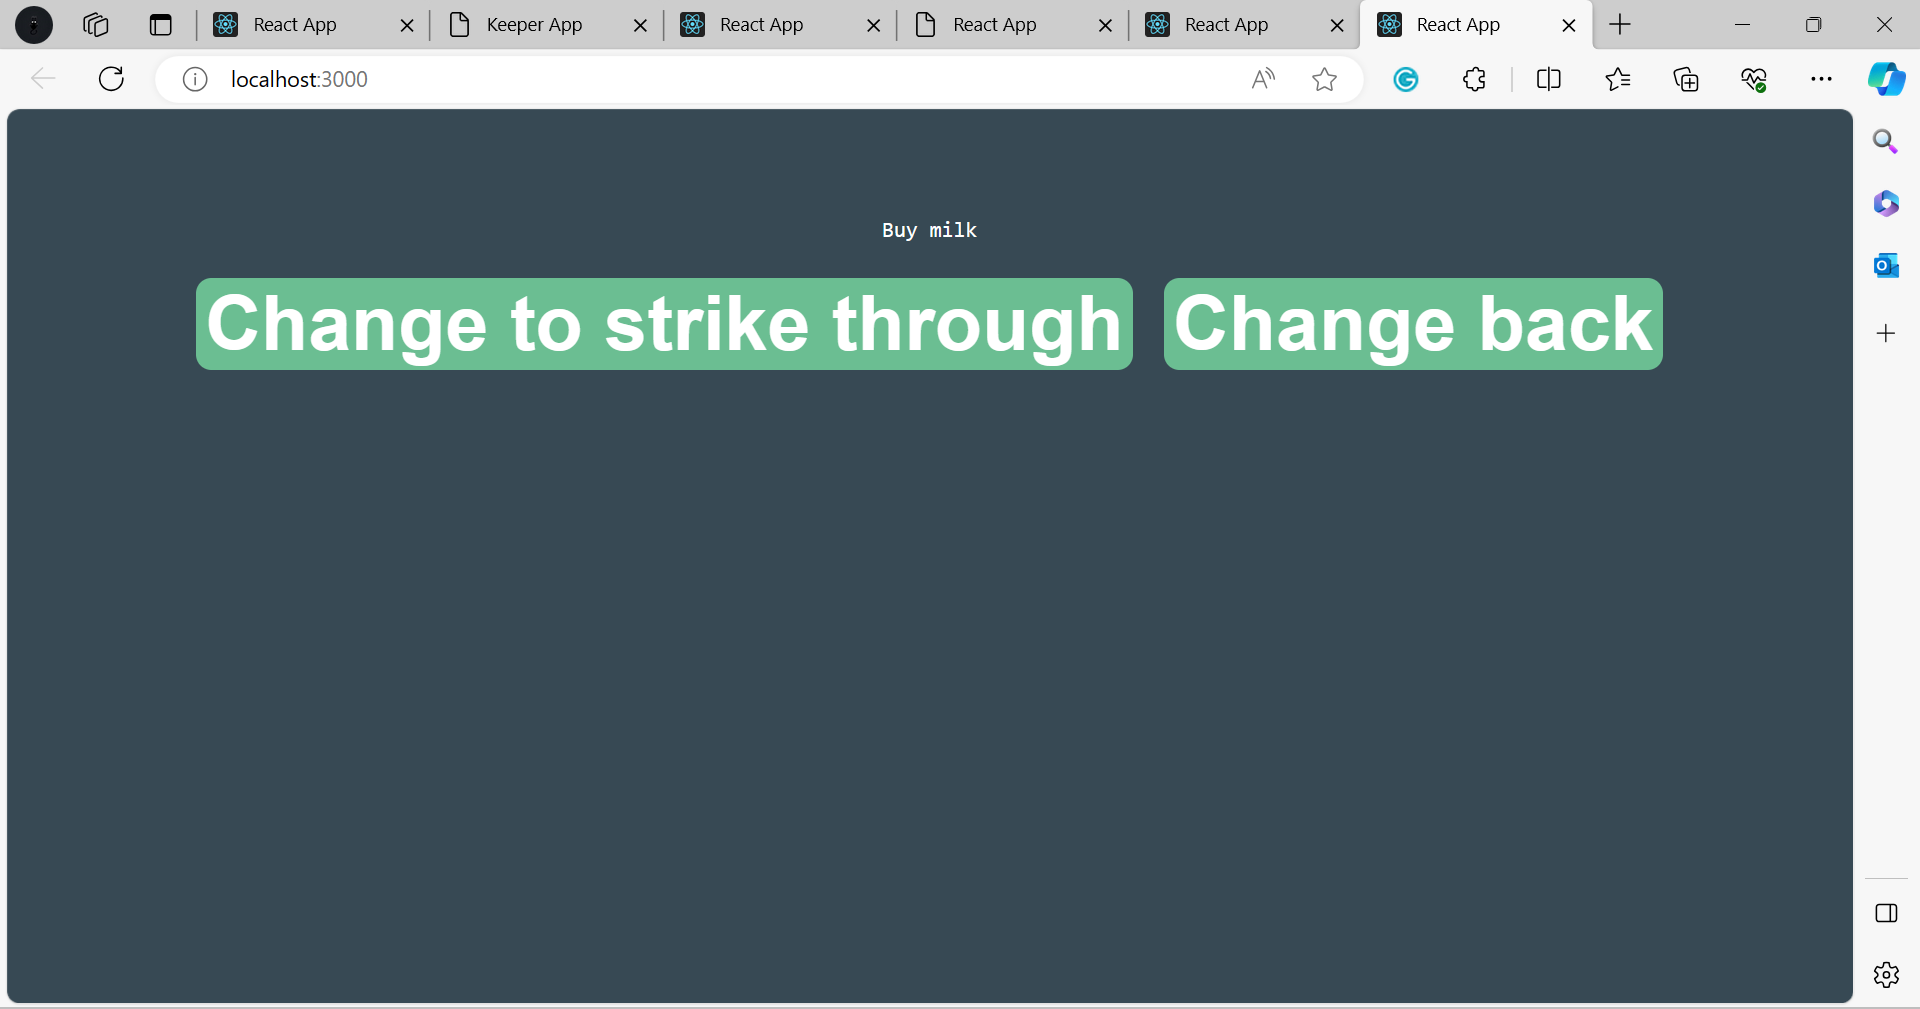 React App
Keeper App
React App
React App
React App
React App
localhost:3000
Buy milk
Change to strike through
Change back